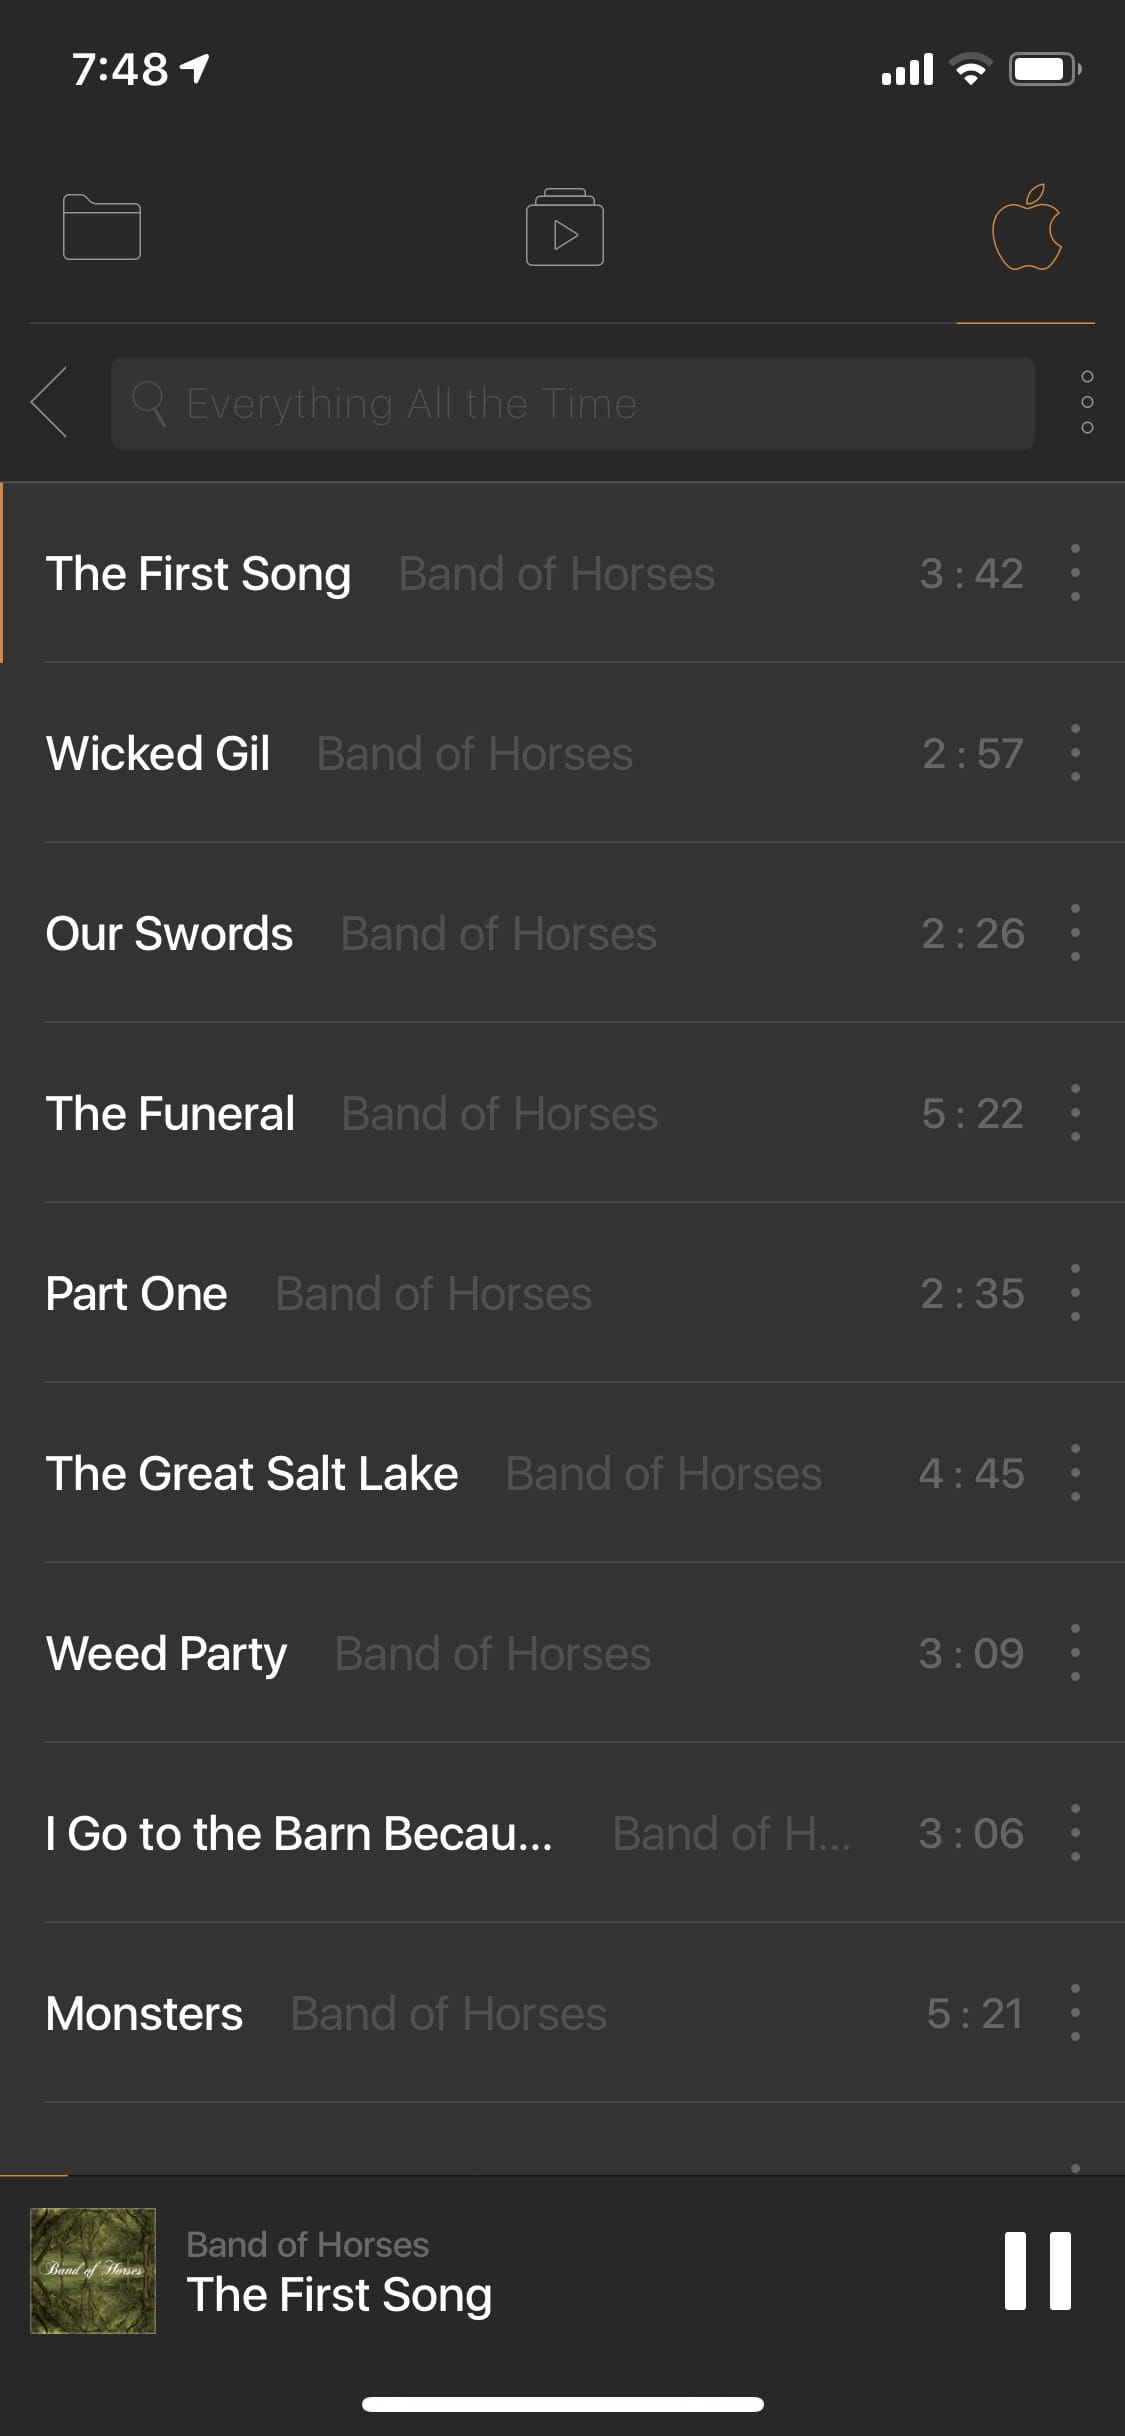 7:48
Everything All the Time
The First Song Band of Horses 3 : 42
Wicked Gil Band of Horses 2 : 57
Our Swords Band of Horses 2 : 26
The Funeral Band of Horses 5 : 22
Part One Band of Horses 2 : 35
The Great Salt Lake Band of Horses 4 : 45
Weed Party Band of Horses 3 : 09
I Go to the Barn Becau... Band of H... 3 : 06
Monsters Band of Horses 5 : 21
Band of Horses
Band of Horses
The First Song